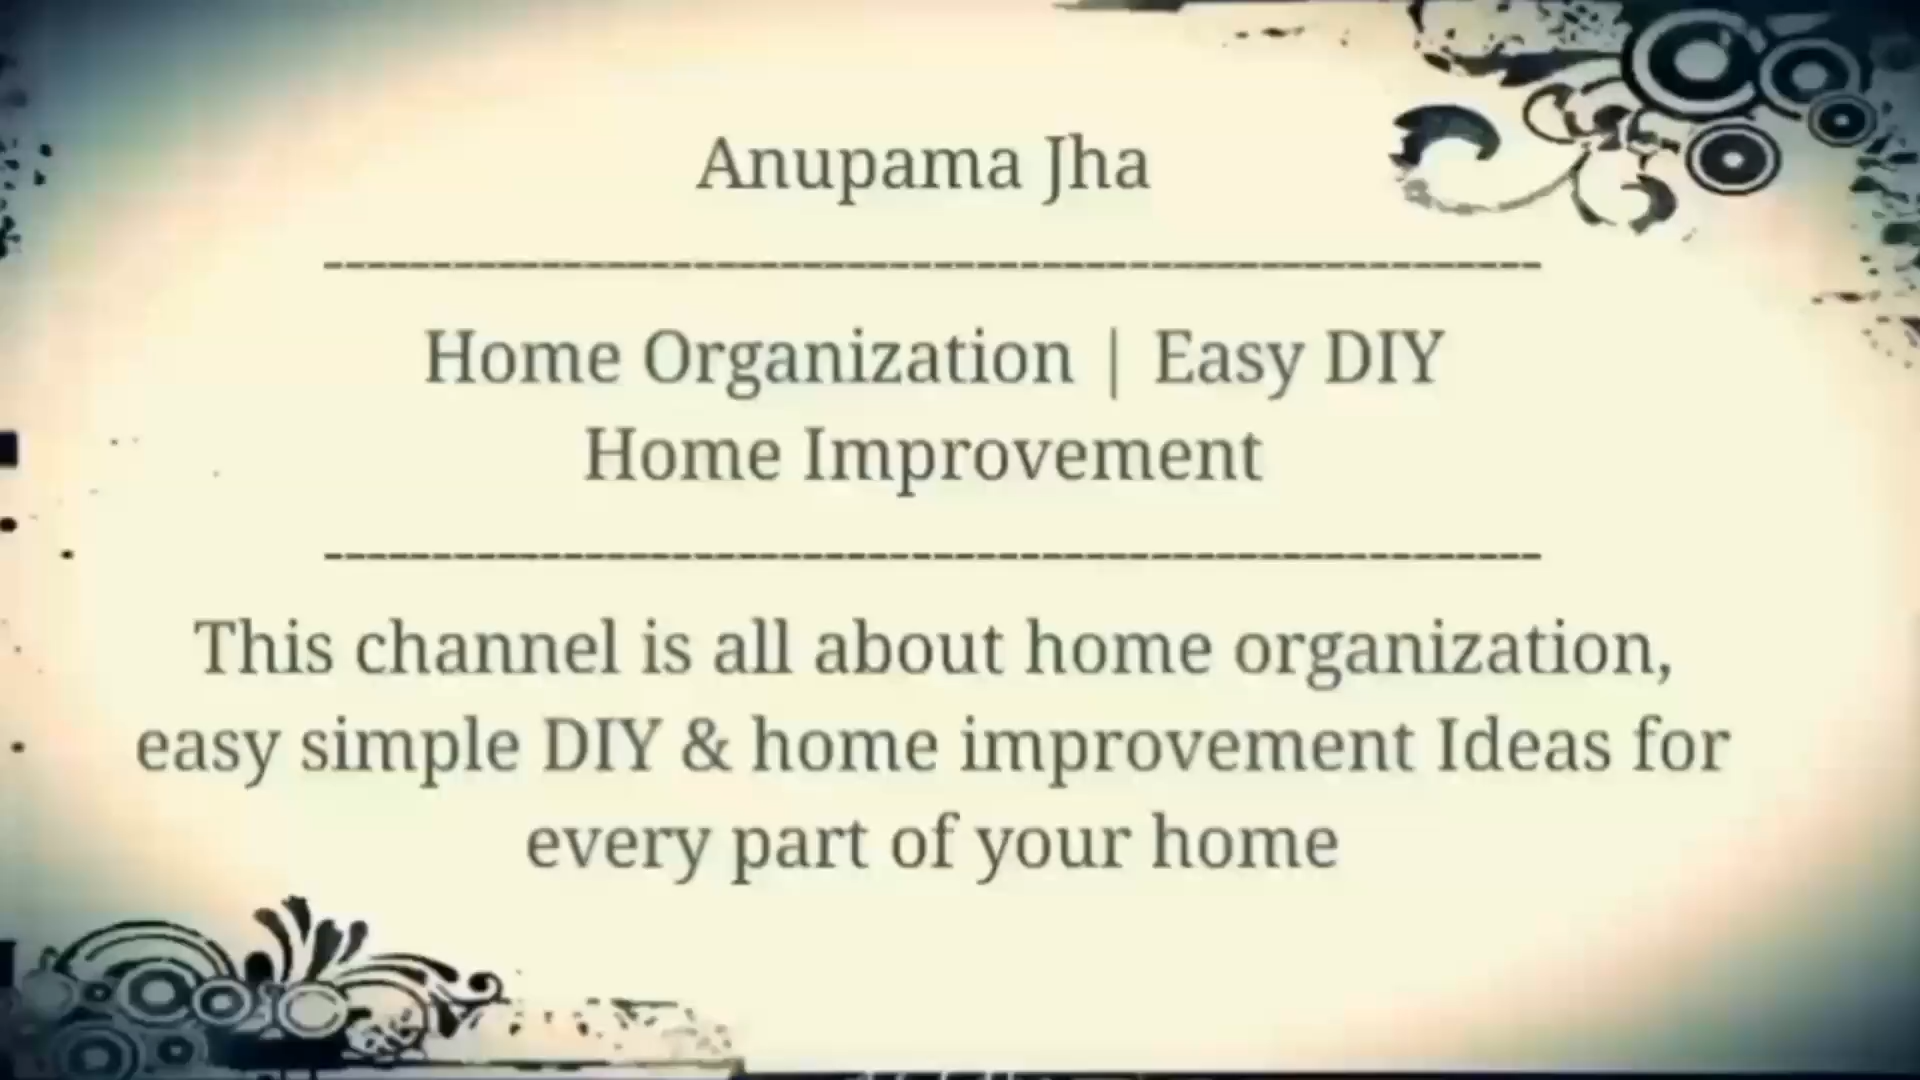 Anupama Jha
--------------------------------------------------------
Home Organization | Easy DIY
Home Improvement
--------------------------------------------------------
This channel is all about home organization,
easy simple DIY & home improvement Ideas for
every part of your home